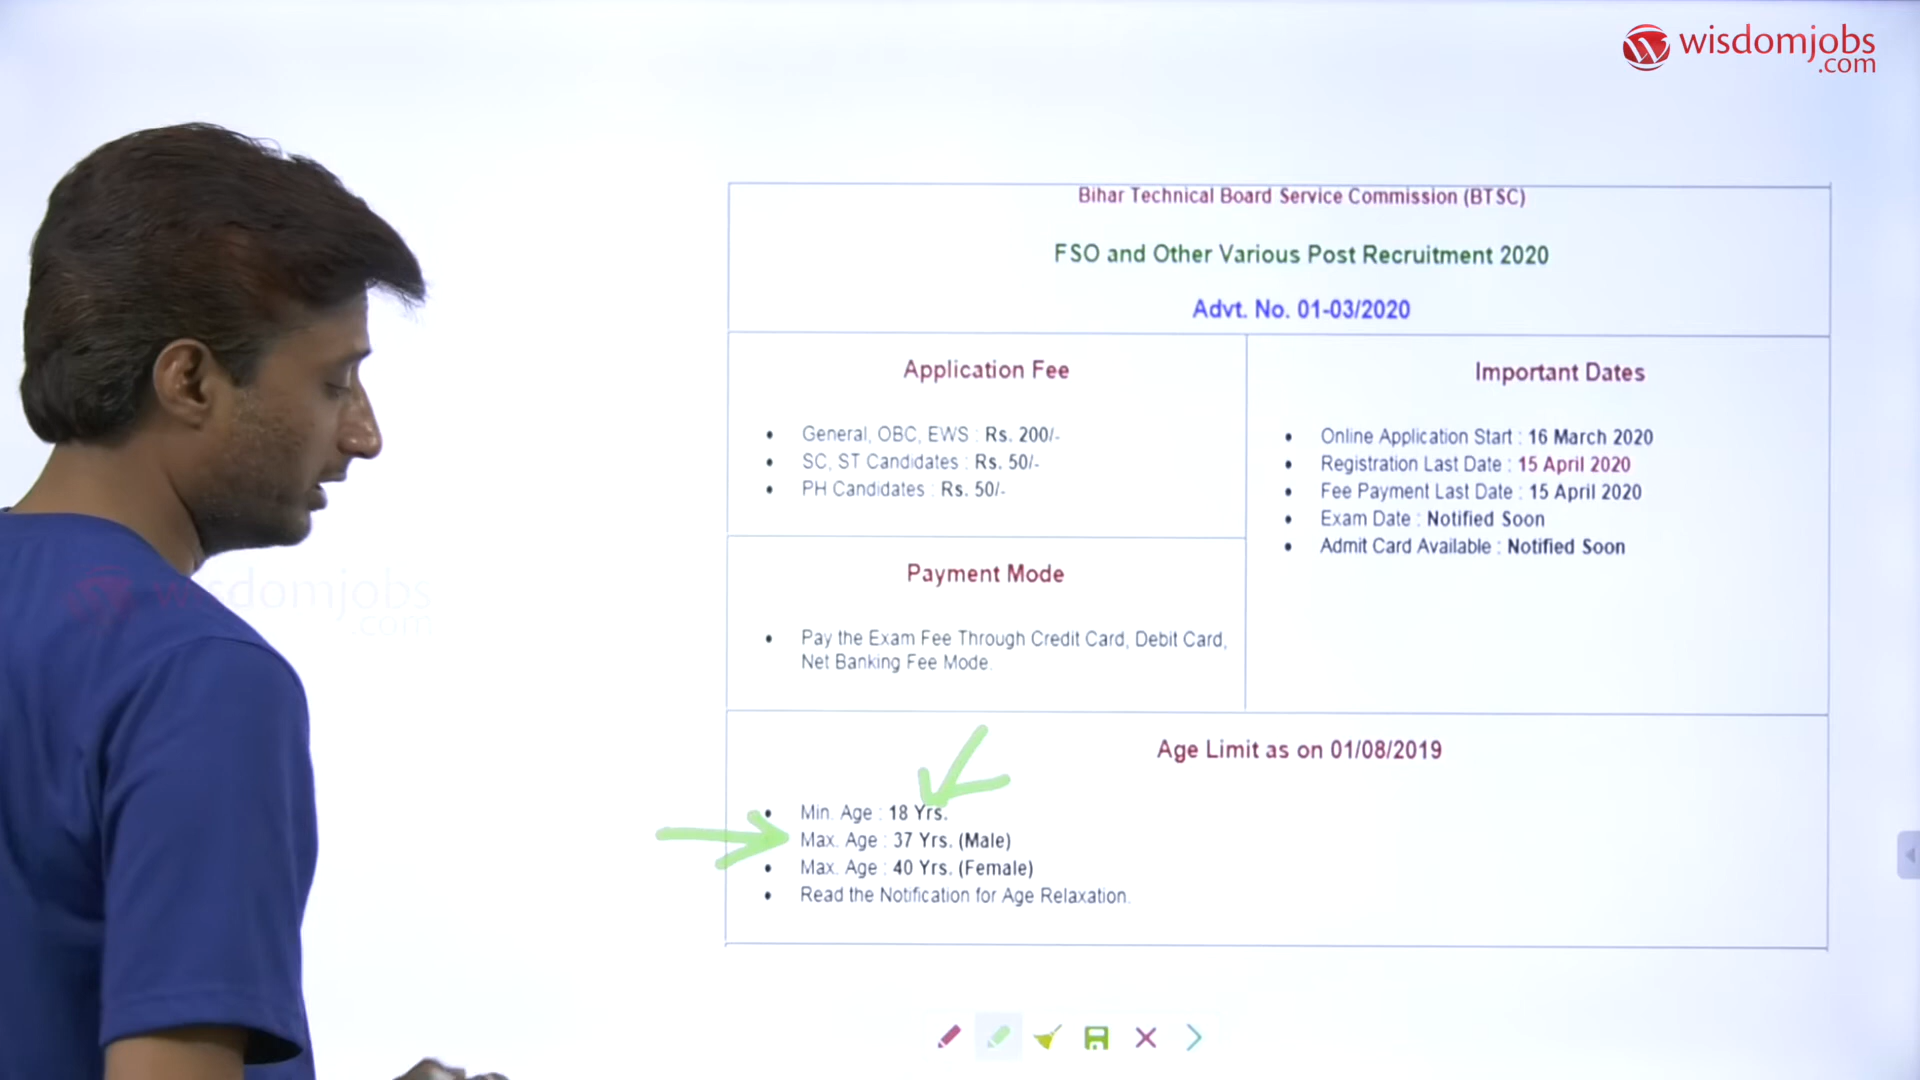 wisdomjobs
.com
Bihar Technical Board Service Commission (BTSC)
FSO and Other Various Post Recruitment 2020
Advt. No. 01-03/2020
Application Fee
General, OBC, EWS : Rs. 200/-
SC, ST Candidates : Rs. 50/-
PH Candidates : Rs. 50/-
Important Dates
Online Application Start : 16 March 2020
Registration Last Date : 15 April 2020
Fee Payment Last Date : 15 April 2020
Exam Date : Notified Soon
Admit Card Available : Notified Soon
Payment Mode
Pay the Exam Fee Through Credit Card, Debit Card,
Net Banking Fee Mode.
Age Limit as on 01/08/2019
Min. Age : 18 Yrs.
Max. Age : 37 Yrs. (Male)
Max. Age : 40 Yrs. (Female)
Read the Notification for Age Relaxation.
wisdomjobs
.com